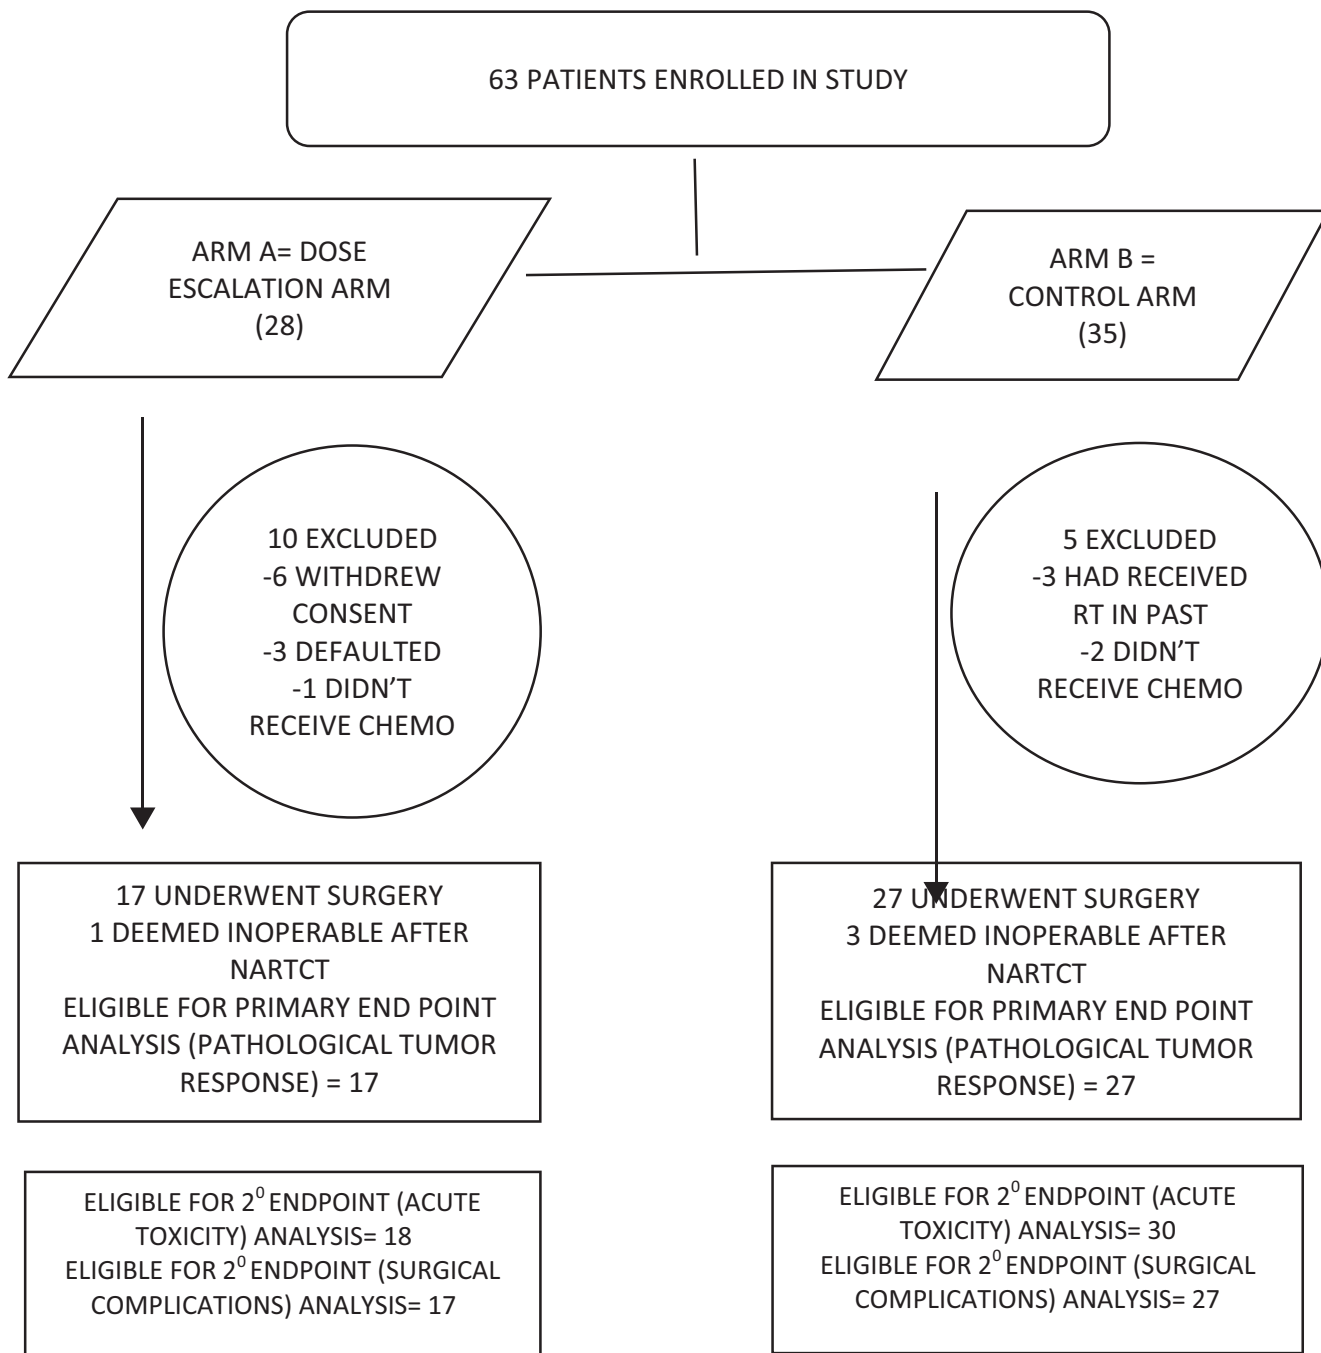 63 PATIENTS ENROLLED IN STUDY
ARM A= DOSE
ESCALATION ARM
(28)
ARM B =
CONTROL ARM
(35)
10 EXCLUDED
-6 WITHDREW
CONSENT
-3 DEFAULTED
-1 DIDN’T
RECEIVE CHEMO
5 EXCLUDED
-3 HAD RECEIVED
RT IN PAST
-2 DIDN’T
RECEIVE CHEMO
17 UNDERWENT SURGERY
1 DEEMED INOPERABLE AFTER
NARTCT
ELIGIBLE FOR PRIMARY END POINT
ANALYSIS (PATHOLOGICAL TUMOR
RESPONSE) = 17
27 UNDERWENT SURGERY
3 DEEMED INOPERABLE AFTER
NARTCT
ELIGIBLE FOR PRIMARY END POINT
ANALYSIS (PATHOLOGICAL TUMOR
RESPONSE) = 27
ELIGIBLE FOR 2⁰ ENDPOINT (ACUTE
TOXICITY) ANALYSIS= 18
ELIGIBLE FOR 2⁰ ENDPOINT (SURGICAL
COMPLICATIONS) ANALYSIS= 17
ELIGIBLE FOR 2⁰ ENDPOINT (ACUTE
TOXICITY) ANALYSIS= 30
ELIGIBLE FOR 2⁰ ENDPOINT (SURGICAL
COMPLICATIONS) ANALYSIS= 27